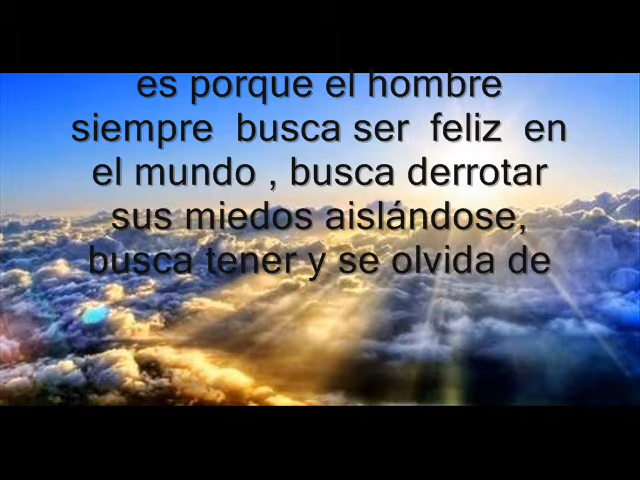 es porque el hombre
siempre busca ser feliz en
el mundo , busca derrotar
sus miedos aislándose,
busca tener y se olvida de